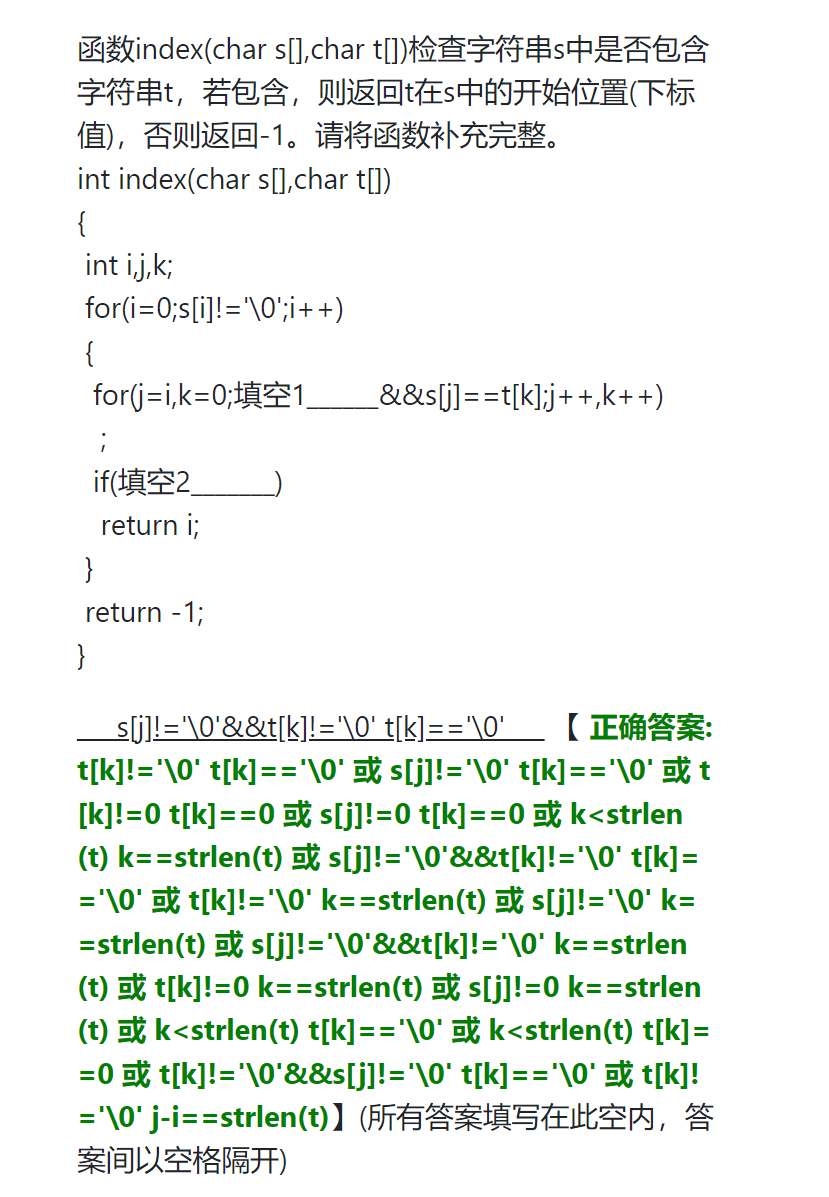 函数index(char s[],char t[])检查字符串s中是否包含
字符串t，若包含，则返回t在s中的开始位置(下标
值)，否则返回-1。请将函数补充完整。
int index(char s[],char t[])
{
int i,j,k;
for(i=0;s[i]!='\0';i++)
{
for(j=i,k=0;填空1______&&s[j]==t[k];j++,k++)
;
if(填空2_______)
return i;
}
return -1;
}
s[j]!='\0'&&t[k]!='\0' t[k]=='\0' 【 正确答案:
t[k]!='\0' t[k]=='\0' 或 s[j]!='\0' t[k]=='\0' 或 t
[k]!=0 t[k]==0 或 s[j]!=0 t[k]==0 或 k<strlen
(t) k==strlen(t) 或 s[j]!='\0'&&t[k]!='\0' t[k]=
='\0' 或 t[k]!='\0' k==strlen(t) 或 s[j]!='\0' k=
=strlen(t) 或 s[j]!='\0'&&t[k]!='\0' k==strlen
(t) 或 t[k]!=0 k==strlen(t) 或 s[j]!=0 k==strlen
(t) 或 k<strlen(t) t[k]=='\0' 或 k<strlen(t) t[k]=
=0 或 t[k]!='\0'&&s[j]!='\0' t[k]=='\0' 或 t[k]!
='\0' j-i==strlen(t)】(所有答案填写在此空内，答
案间以空格隔开)